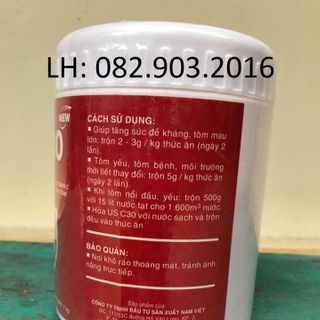 LH: 082.903.2016
NEW
CÁCH SỬ DỤNG:
▪ Giúp tăng sức đề kháng, tôm mau
lớn: trộn 2 - 3g / kg thức ăn (ngày 2
lần).
▪ Tôm yếu, tôm bệnh, môi trường
thời tiết thay đổi: trộn 5g / kg thức ăn
(ngày 2 lần).
▪ Khi tôm nổi đầu, yếu: trộn 500g
với 15 lít nước tạt cho 1.600m³ nước.
▪ Hòa US C30 với nước sạch và trộn
đều vào thức ăn
BẢO QUẢN:
▪ Nơi khô ráo thoáng mát, tránh ánh
nắng trực tiếp.
Sản phẩm của:
CÔNG TY TNHH ĐẦU TƯ SẢN XUẤT NAM VIỆT